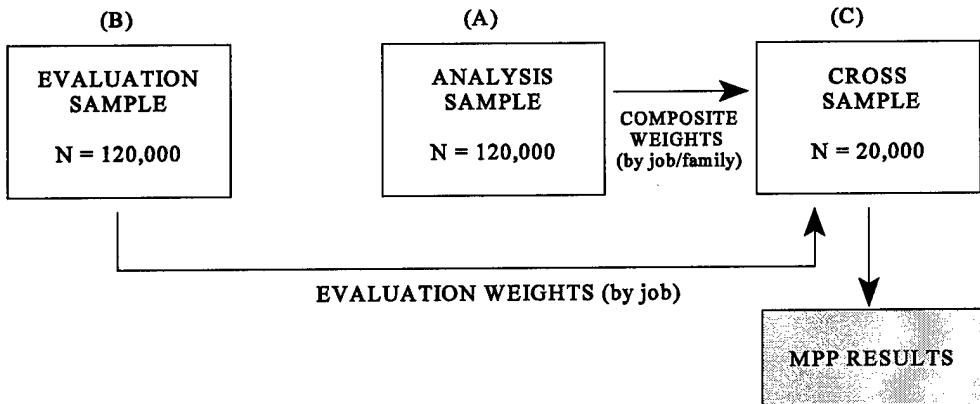 (B)
EVALUATION
SAMPLE
N = 120,000
(A)
ANALYSIS
SAMPLE
N = 120,000
COMPOSITE
WEIGHTS
(by job/family)
(C)
CROSS
SAMPLE
N = 20,000
EVALUATION WEIGHTS (by job)
MPP RESULTS